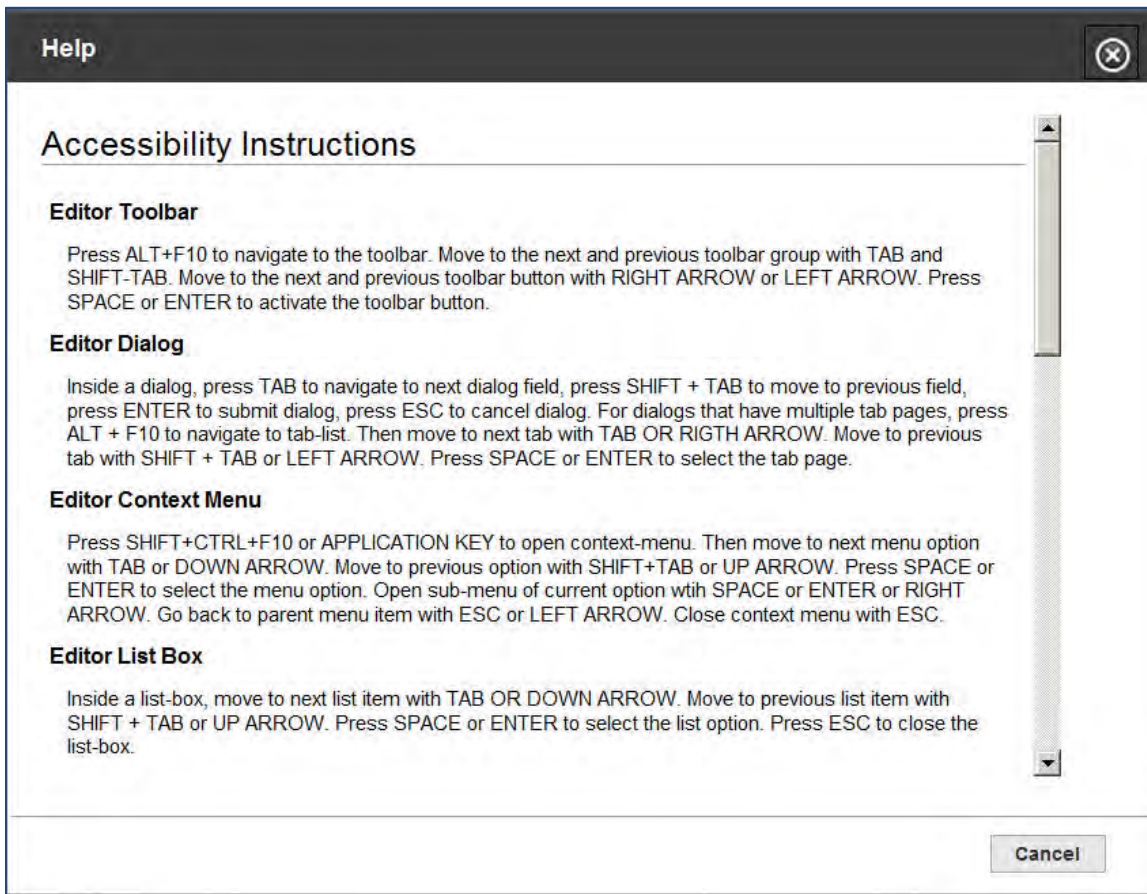 Help
Accessibility Instructions
Editor Toolbar
Press ALT+F10 to navigate to the toolbar. Move to the next and previous toolbar group with TAB and
SHIFT-TAB. Move to the next and previous toolbar button with RIGHT ARROW or LEFT ARROW. Press
SPACE or ENTER to activate the toolbar button.
Editor Dialog
Inside a dialog, press TAB to navigate to next dialog field, press SHIFT + TAB to move to previous field,
press ENTER to submit dialog, press ESC to cancel dialog. For dialogs that have multiple tab pages, press
ALT + F10 to navigate to tab-list. Then move to next tab with TAB OR RIGTH ARROW. Move to previous
tab with SHIFT + TAB or LEFT ARROW. Press SPACE or ENTER to select the tab page.
Editor Context Menu
Press SHIFT+CTRL+F10 or APPLICATION KEY to open context-menu. Then move to next menu option
with TAB or DOWN ARROW. Move to previous option with SHIFT+TAB or UP ARROW. Press SPACE or
ENTER to select the menu option. Open sub-menu of current option wtih SPACE or ENTER or RIGHT
ARROW. Go back to parent menu item with ESC or LEFT ARROW. Close context menu with ESC.
Editor List Box
Inside a list-box, move to next list item with TAB OR DOWN ARROW. Move to previous list item with
SHIFT + TAB or UP ARROW. Press SPACE or ENTER to select the list option. Press ESC to close the
list-box.
Cancel